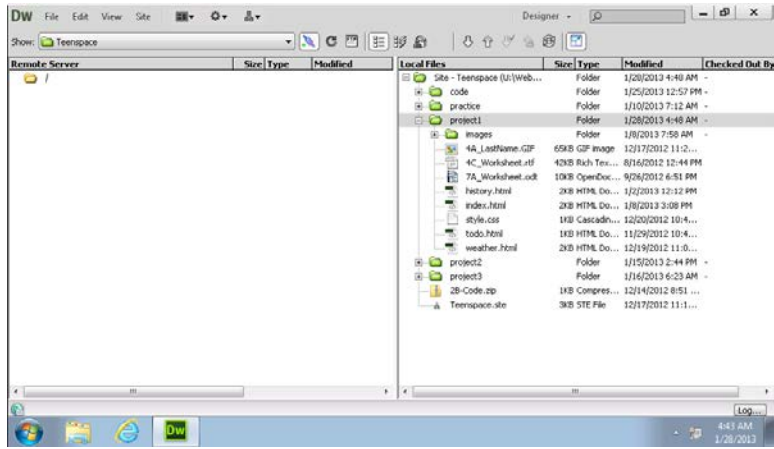 DW File Edit View Site Designer
Show: Teenspace
Remote Server Size Type Modified
/
Local Files Size Type Modified Checked Out By
Site - Teenspace (U:\Web... Folder 1/28/2013 4:48 AM -
code Folder 1/25/2013 12:57 PM -
practice Folder 1/10/2013 7:12 AM -
project1 Folder 1/28/2013 4:48 AM -
images Folder 1/8/2013 7:58 AM -
4A_LastName.GIF 65KB GIF image 12/17/2012 11:2...
4C_Worksheet.rtf 42KB Rich Tex... 8/16/2012 12:44 PM
7A_Worksheet.odt 10KB OpenDoc... 9/26/2012 6:51 PM
history.html 2KB HTML Do... 1/2/2013 12:12 PM
index.html 2KB HTML Do... 1/8/2013 3:08 PM
style.css 1KB Cascadin... 12/20/2012 10:4...
todo.html 1KB HTML Do... 11/29/2012 10:4...
weather.html 2KB HTML Do... 12/19/2012 11:0...
project2 Folder 1/15/2013 2:44 PM -
project3 Folder 1/16/2013 6:23 AM -
2B-Code.zip 1KB Compres... 12/14/2012 8:51 ...
Teenspace.ste 3KB STE File 12/17/2012 11:1...
Log...
Dw
4:43 AM
1/28/2013